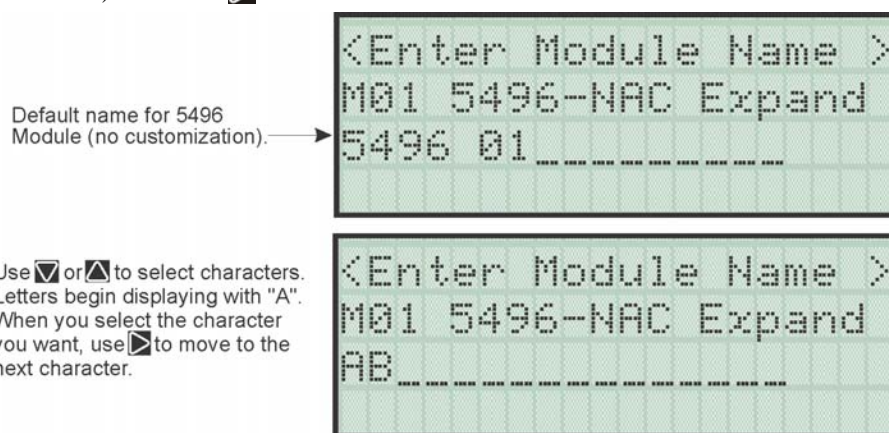 <Enter Module Name >
M01 5496-NAC Expand
Default name for 5496
Module (no customization).
5496 01_________
<Enter Module Name >
Use or to select characters.
Letters begin displaying with "A".
When you select the character
you want, use to move to the
next character.
M01 5496-NAC Expand
AB______________